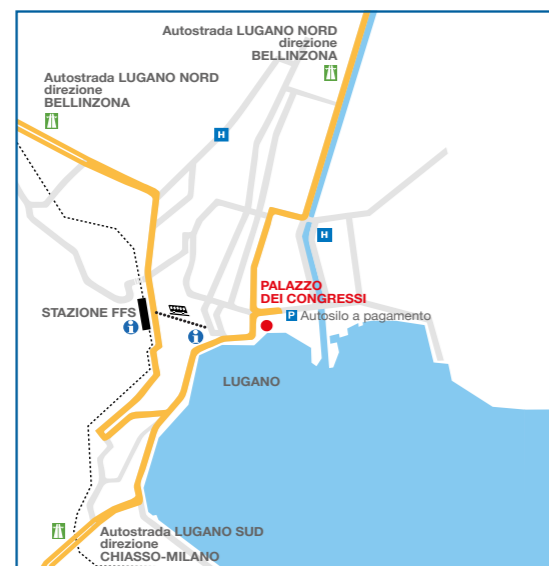 Autostrada LUGANO NORD
direzione
BELLINZONA
Autostrada LUGANO NORD
direzione
BELLINZONA
H
H
PALAZZO
DEI CONGRESSI
P Autosilo a pagamento
STAZIONE FFS
i
i
LUGANO
Autostrada LUGANO SUD
direzione
CHIASSO-MILANO